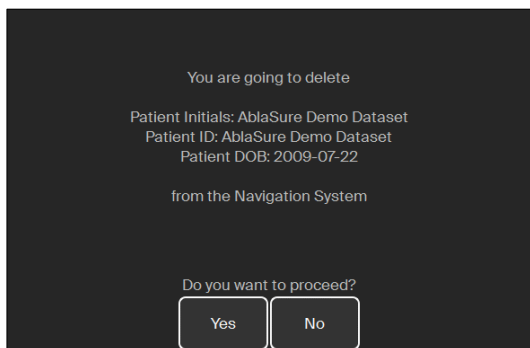 You are going to delete
Patient Initials: AblaSure Demo Dataset
Patient ID: AblaSure Demo Dataset
Patient DOB: 2009-07-22
from the Navigation System
Do you want to proceed?
Yes
No